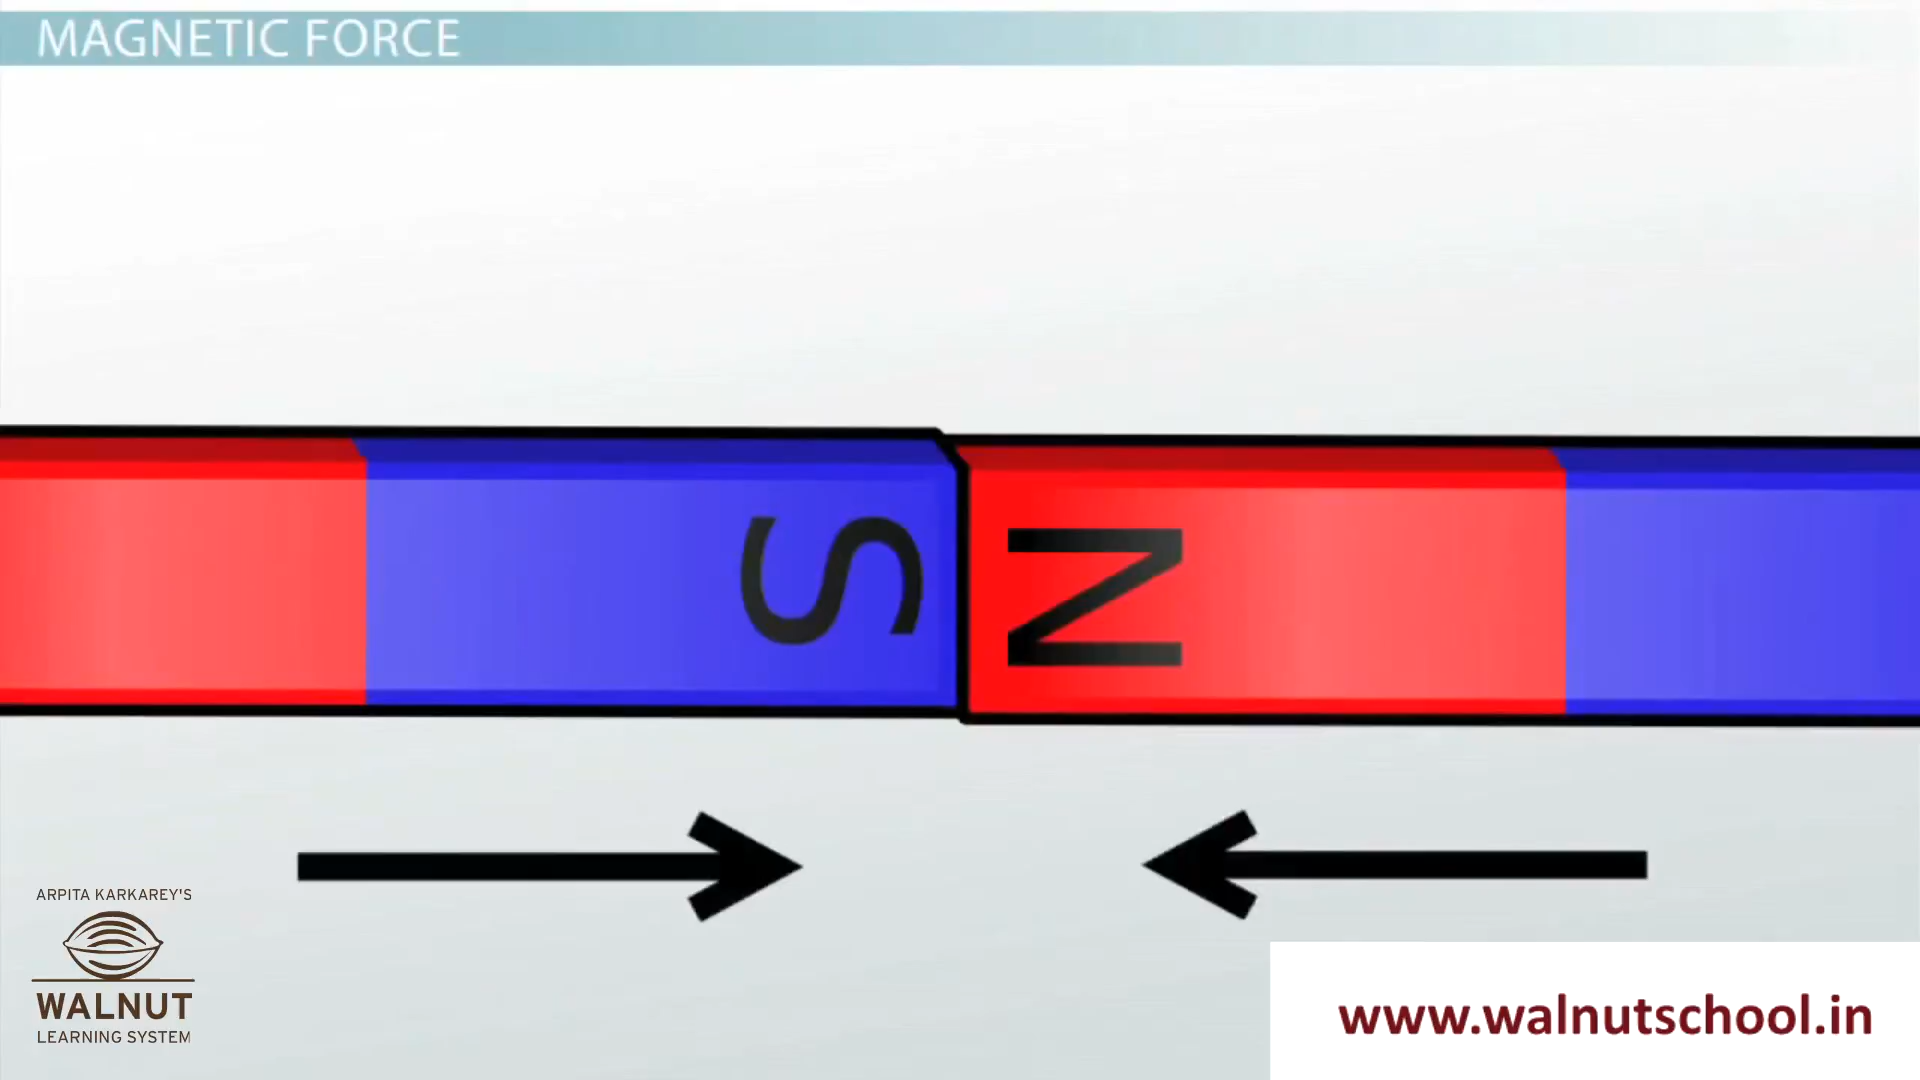 MAGNETIC FORCE
S N
ARPITA KARKAREY'S
WALNUT
LEARNING SYSTEM
www.walnutschool.in